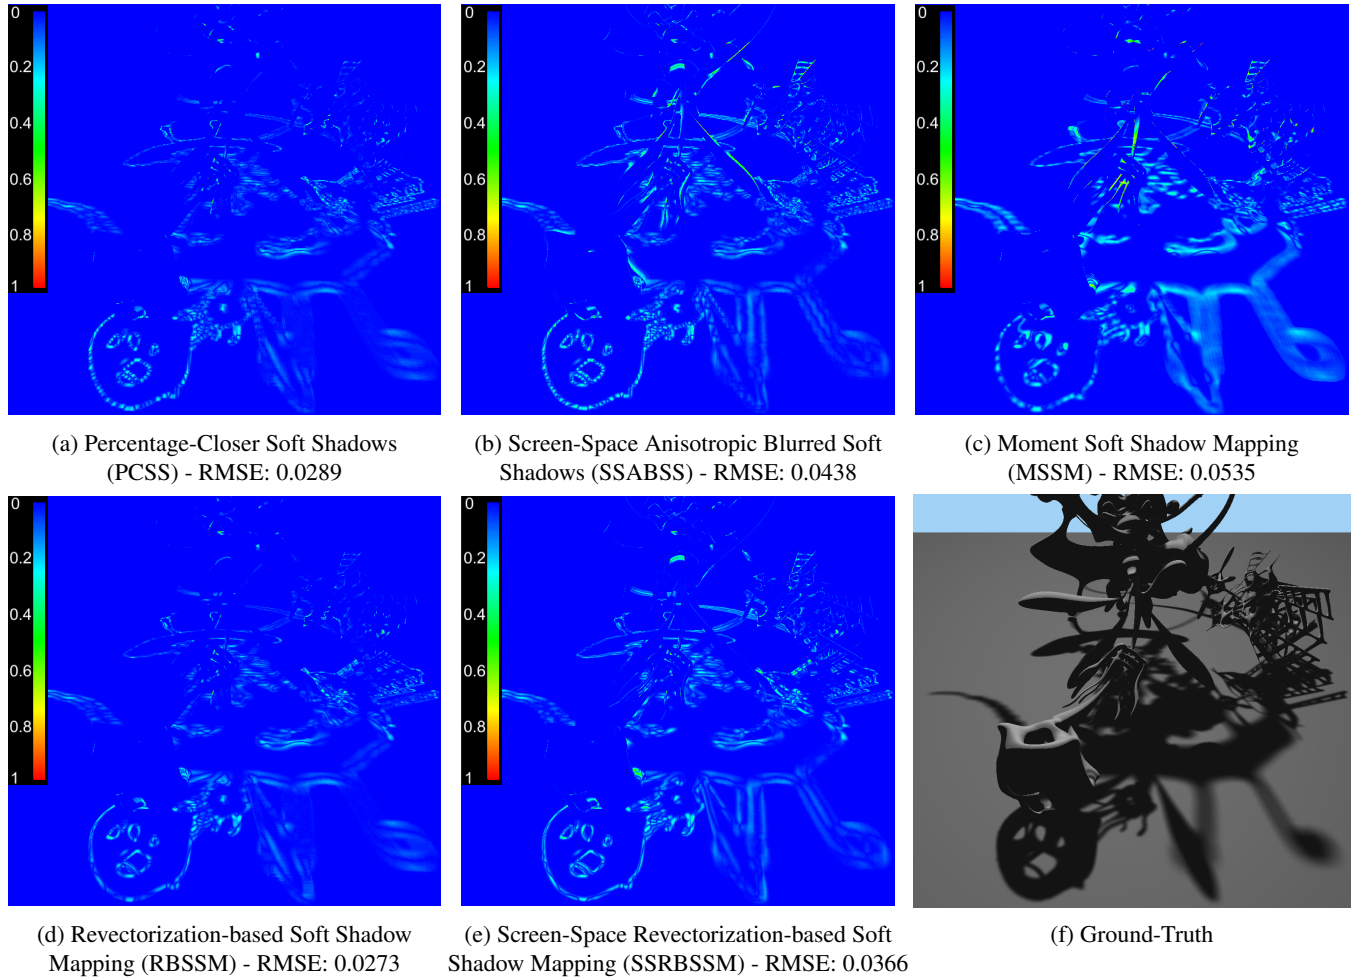 0
0.2
0.4
0.6
0.8
1
0
0.2
0.4
0.6
0.8
1
0
0.2
0.4
0.6
0.8
1
(a) Percentage-Closer Soft Shadows
(PCSS) - RMSE: 0.0289
(b) Screen-Space Anisotropic Blurred Soft
Shadows (SSABSS) - RMSE: 0.0438
(c) Moment Soft Shadow Mapping
(MSSM) - RMSE: 0.0535
0
0.2
0.4
0.6
0.8
1
0
0.2
0.4
0.6
0.8
1
(d) Revectorization-based Soft Shadow
Mapping (RBSSM) - RMSE: 0.0273
(e) Screen-Space Revectorization-based Soft
Shadow Mapping (SSRBSSM) - RMSE: 0.0366
(f) Ground-Truth